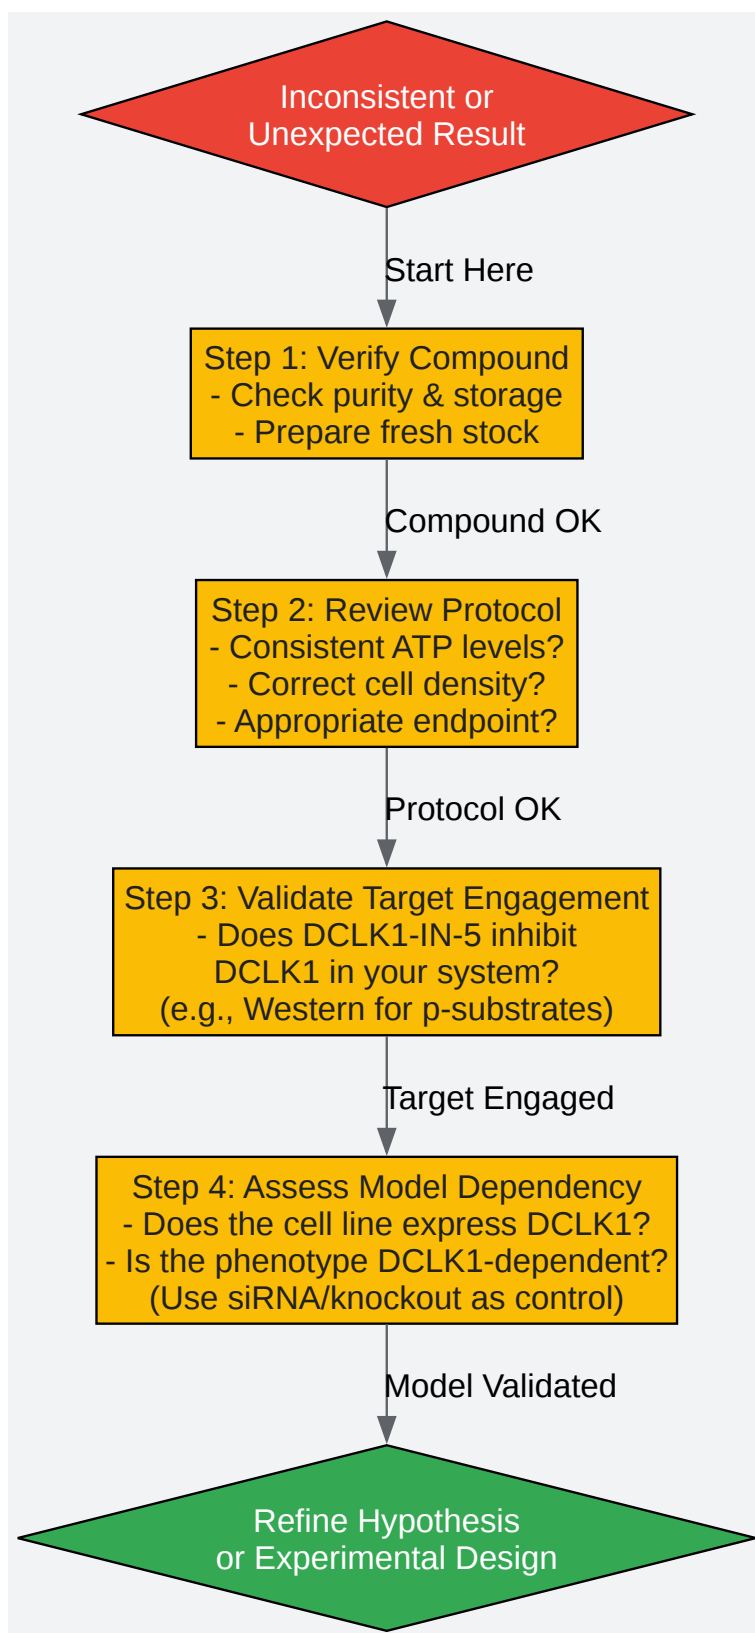 Inconsistent or
Unexpected Result
Start Here
Step 1: Verify Compound
- Check purity & storage
- Prepare fresh stock
Compound OK
Step 2: Review Protocol
- Consistent ATP levels?
- Correct cell density?
- Appropriate endpoint?
Protocol OK
Step 3: Validate Target Engagement
- Does DCLK1-IN-5 inhibit
DCLK1 in your system?
(e.g., Western for p-substrates)
Target Engaged
Step 4: Assess Model Dependency
- Does the cell line express DCLK1?
- Is the phenotype DCLK1-dependent?
(Use siRNA/knockout as control)
Model Validated
Refine Hypothesis
or Experimental Design